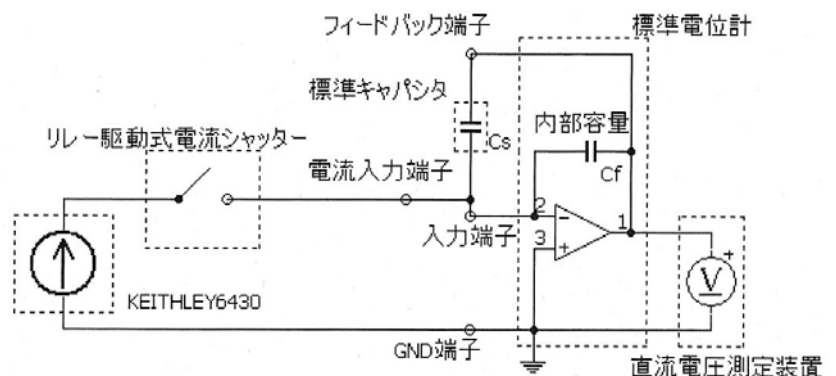 フィードバック端子
標準電位計
標準キャパシタ
Cs
内部容量
Cf
リレー駆動式電流シャッター
電流入力端子
入力端子
2
3
1
−
+
KEITHLEY6430
GND端子
V
+
直流電圧測定装置